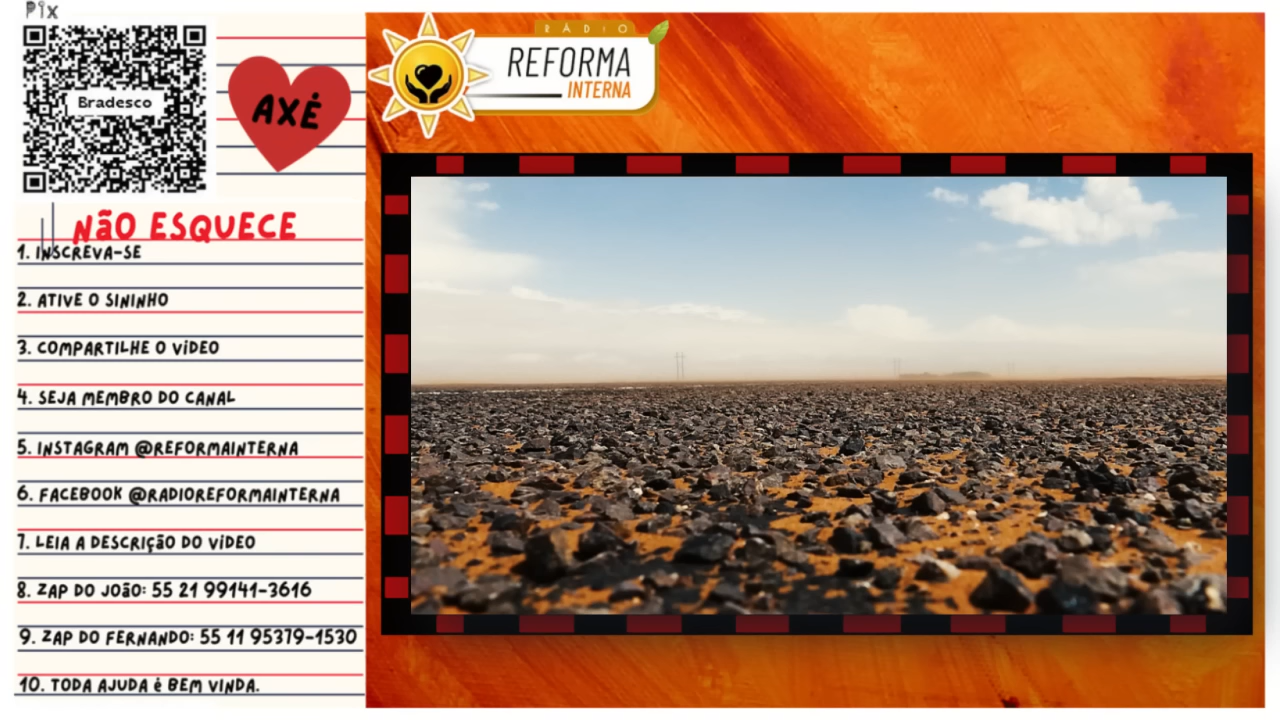 Pix
Bradesco
AXÉ
NÃO ESQUECE
1. INSCREVA-SE
2. ATIVE O SININHO
3. COMPARTILHE O VÍDEO
4. SEJA MEMBRO DO CANAL
5. INSTAGRAM @REFORMAINTERNA
6. FACEBOOK @RADIOREFORMAINTERNA
7. LEIA A DESCRIÇÃO DO VÍDEO
8. ZAP DO JOÃO: 55 21 99141-3616
9. ZAP DO FERNANDO: 55 11 95379-1530
10. TODA AJUDA É BEM VINDA.
RÁDIO
REFORMA
INTERNA